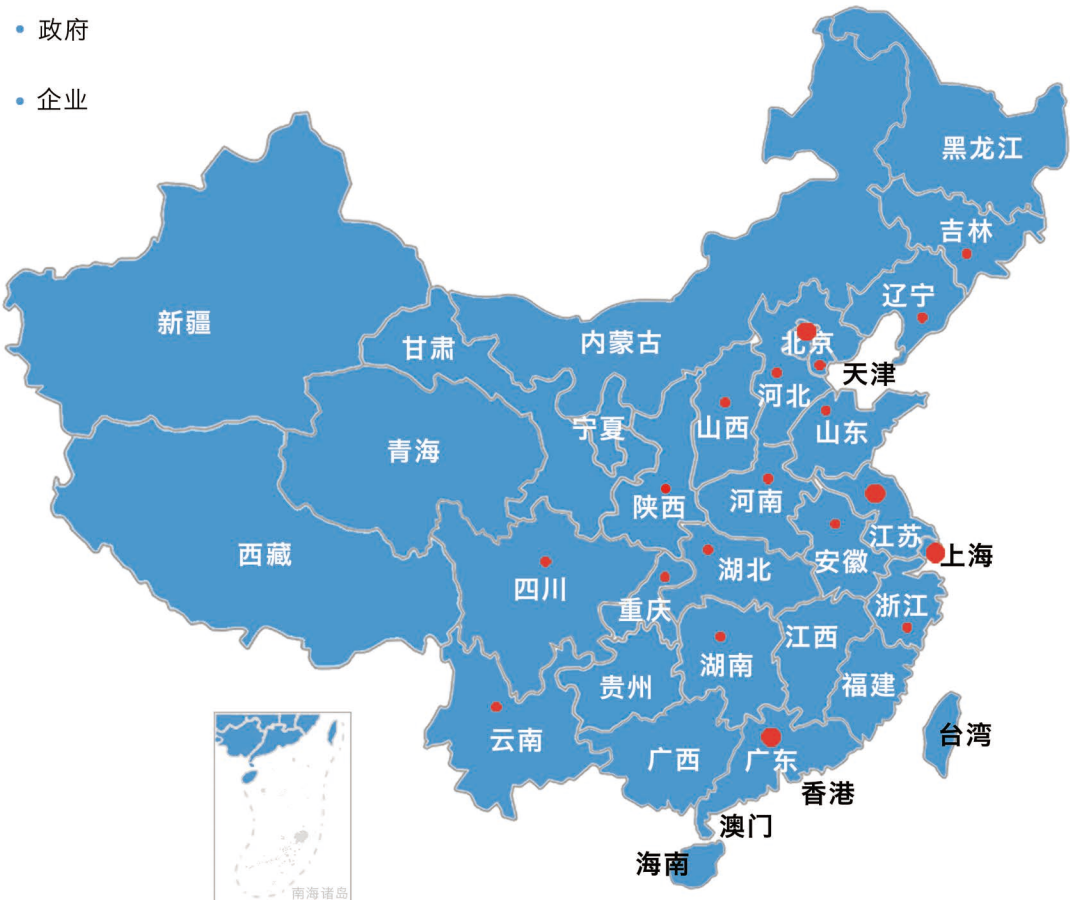 政府
企业
黑龙江
吉林
辽宁
新疆
内蒙古
甘肃
北京
天津
河北
宁夏
山西
山东
青海
陕西
河南
江苏
西藏
上海
安徽
湖北
四川
重庆
浙江
江西
湖南
贵州
福建
云南
广西
广东
台湾
香港
澳门
海南
南海诸岛